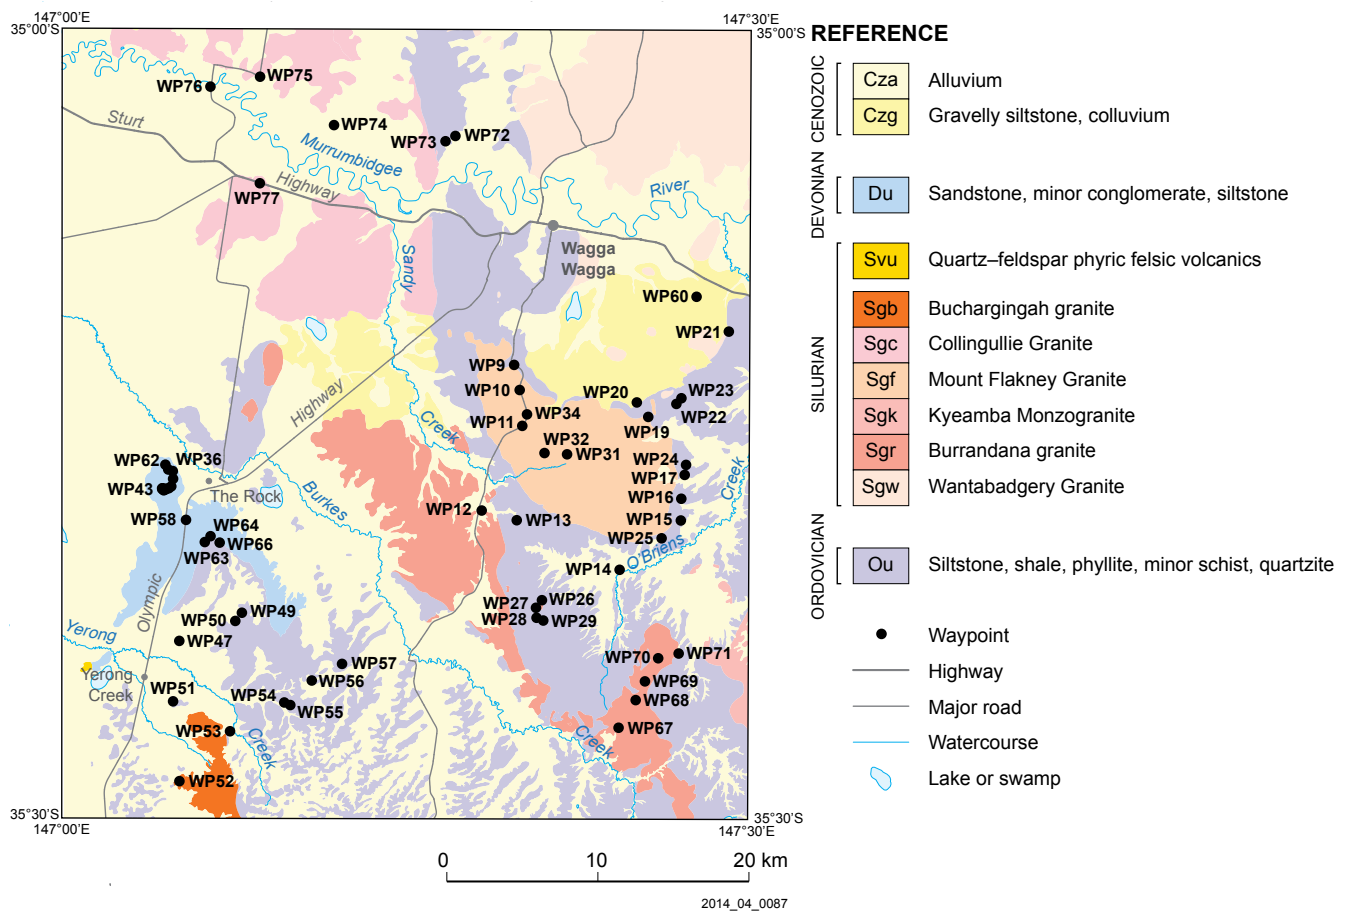 147°00’E
147°30’E
35°00’S
35°00’S
REFERENCE
CENOZOIC
Cza
Alluvium
Czg
Gravelly siltstone, colluvium
DEVONIAN
Du
Sandstone, minor conglomerate, siltstone
SILURIAN
Svu
Quartz–feldspar phyric felsic volcanics
Sgb
Buchargingah granite
Sgc
Collingullie Granite
Sgf
Mount Flakney Granite
Sgk
Kyeamba Monzogranite
Sgr
Burrandana granite
Sgw
Wantabadgery Granite
ORDOVICIAN
Ou
Siltstone, shale, phyllite, minor schist, quartzite
Waypoint
Highway
Major road
Watercourse
Lake or swamp
WP75
WP76
Sturt
WP74
WP72
WP73
Murrumbidgee
Highway
River
WP77
Wagga
Wagga
Sandy
WP60
WP21
WP9
WP10
WP20
WP23
Highway
WP34
WP11
WP22
WP19
Creek
WP32
WP31
WP62
WP36
WP24
WP17
Creek
WP43
The Rock
Burkes
WP16
WP12
WP13
WP15
WP58
WP64
WP25
O'Briens
WP63
WP66
WP14
Olympic
WP49
WP50
WP26
WP27
WP28
WP29
Yerong
WP47
WP57
WP70
WP71
Yerong
Creek
WP56
WP69
WP51
WP54
WP55
WP68
WP53
Creek
WP67
Creek
WP52
35°30’S
35°30’S
147°00’E
147°30’E
0
10
20 km
2014_04_0087